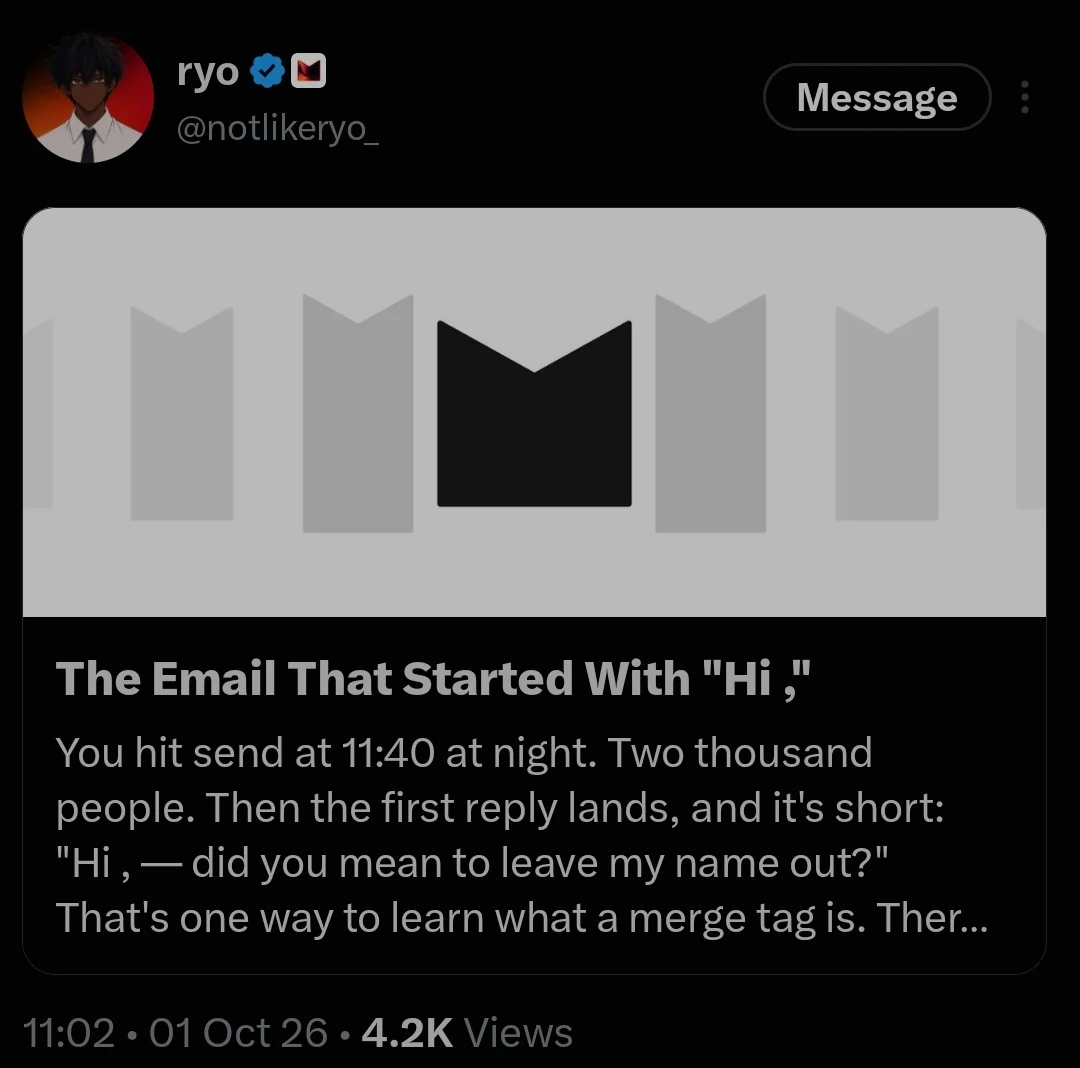 ryo
@notlikeryo_
Message
The Email That Started With "Hi ,"
You hit send at 11:40 at night. Two thousand
people. Then the first reply lands, and it's short:
"Hi , — did you mean to leave my name out?"
That's one way to learn what a merge tag is. Ther...
11:02 • 01 Oct 26 • 4.2K Views